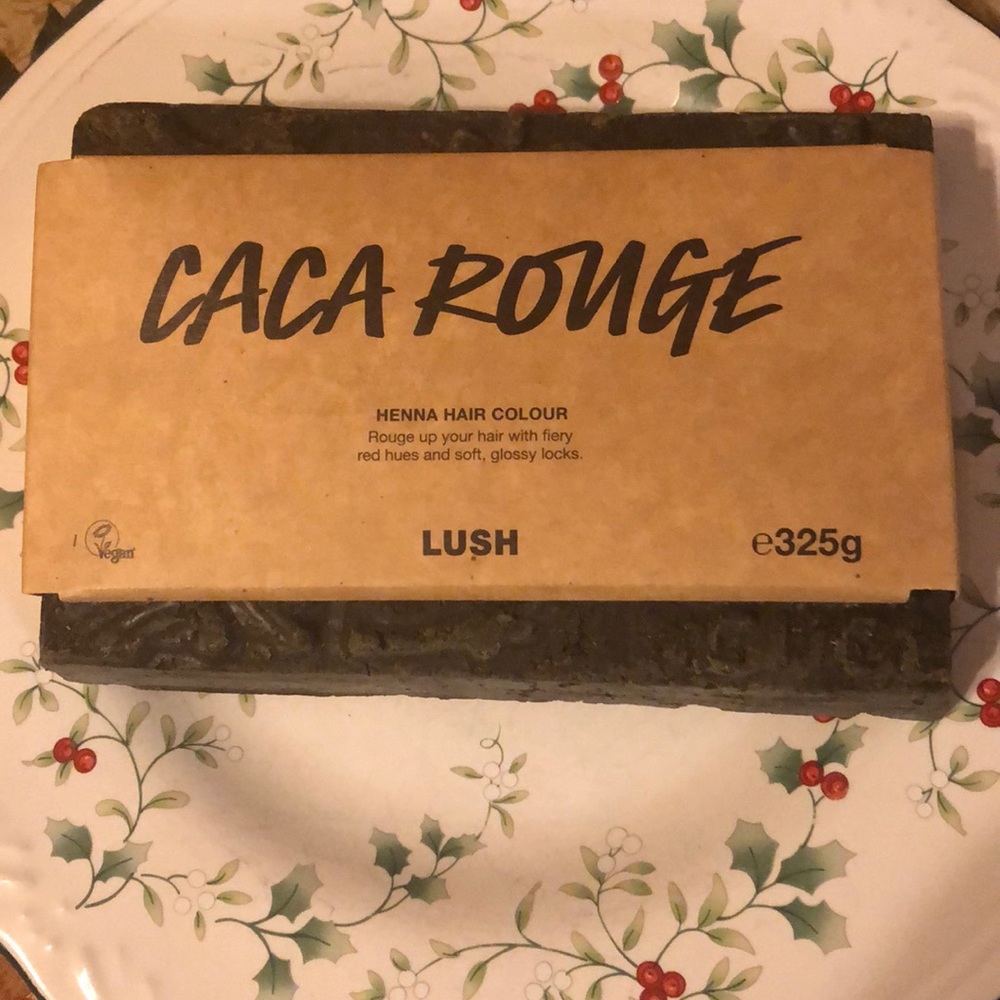 CACA ROUGE
HENNA HAIR COLOUR
Rouge up your hair with fiery
red hues and soft, glossy locks.
Vegan
LUSH
℮325g